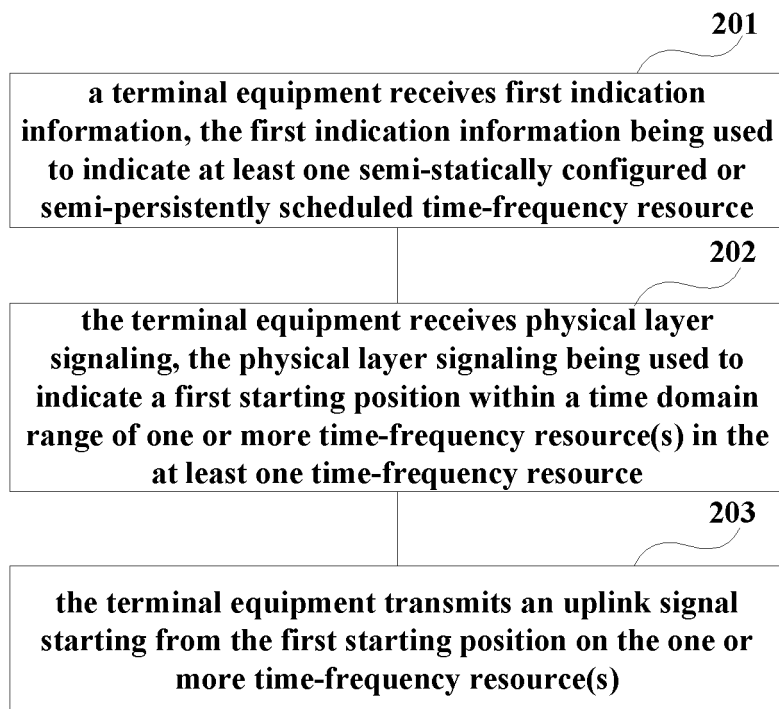 201
a terminal equipment receives first indication
information, the first indication information being used
to indicate at least one semi-statically configured or
semi-persistently scheduled time-frequency resource
202
the terminal equipment receives physical layer
signaling, the physical layer signaling being used to
indicate a first starting position within a time domain
range of one or more time-frequency resource(s) in the
at least one time-frequency resource
203
the terminal equipment transmits an uplink signal
starting from the first starting position on the one or
more time-frequency resource(s)